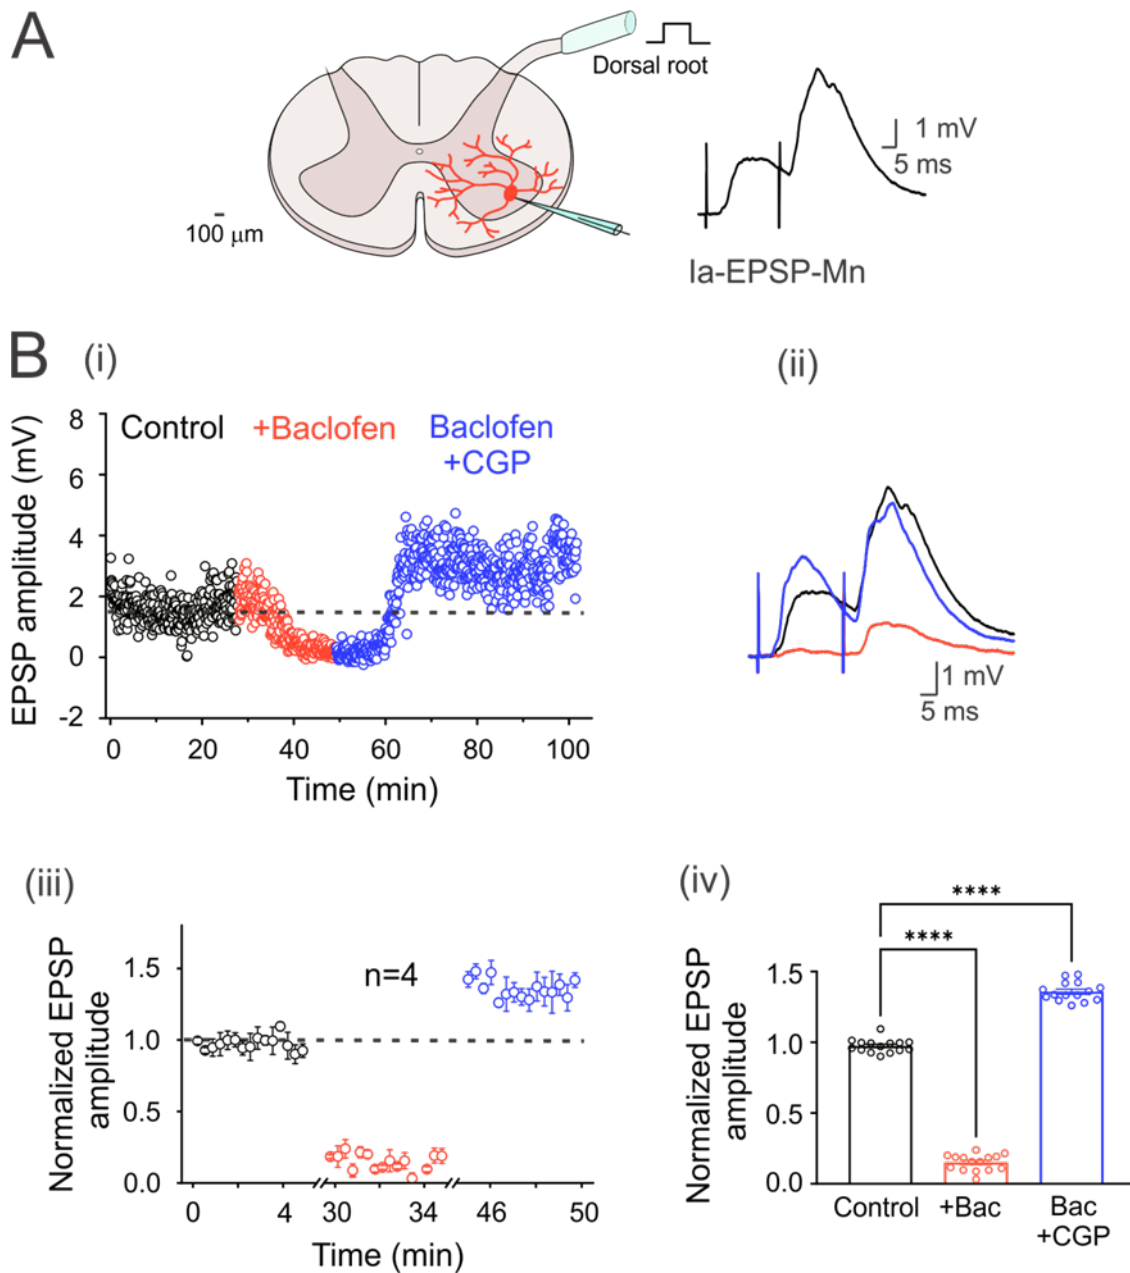 A
Dorsal root
1 mV
5 ms
100 μm
Ia-EPSP-Mn
B
(i)
(ii)
EPSP amplitude (mV)
8
6
4
2
0
-2
Control
+Baclofen
Baclofen
+CGP
0
20
40
60
80
100
Time (min)
1 mV
5 ms
(iii)
Normalized EPSP
amplitude
1.5
1.0
0.5
0.0
n=4
0
4
30
34
46
50
Time (min)
(iv)
Normalized EPSP
amplitude
1.5
1.0
0.5
0.0
****
****
Control
+Bac
Bac
+CGP